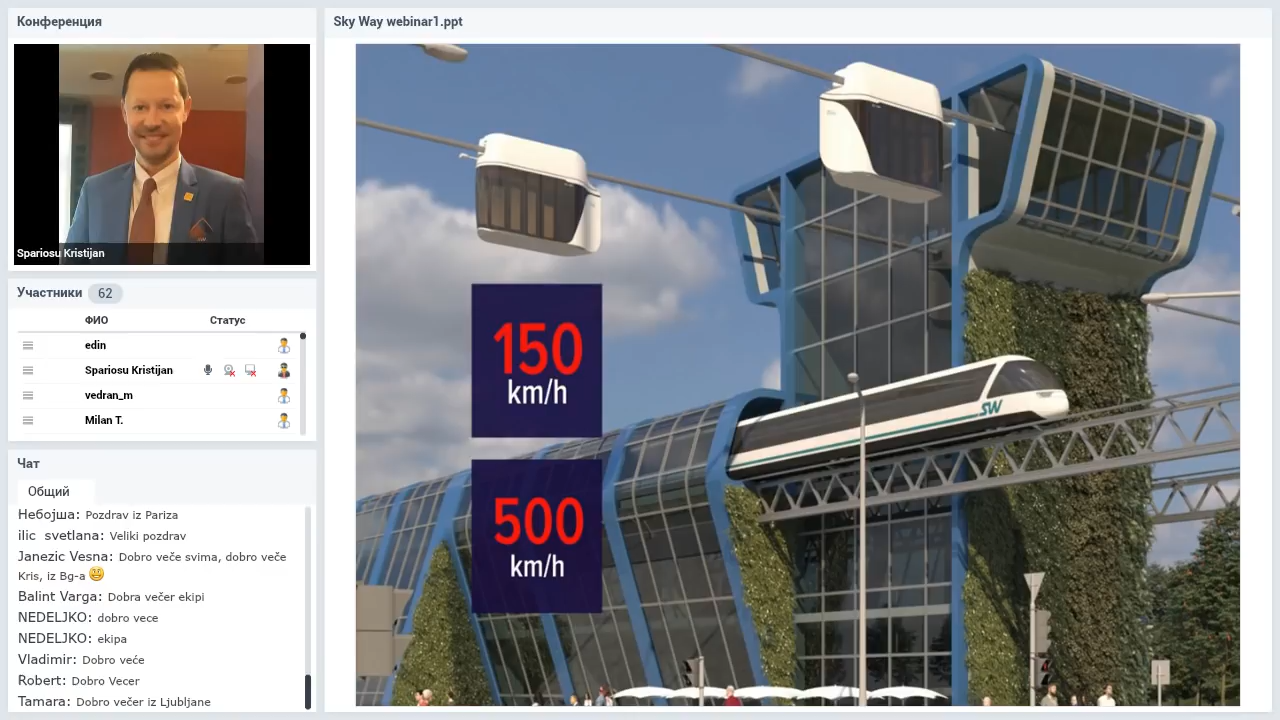 Конференция
Spariosu Kristijan
Участники 62
ФИО Статус
edin
Spariosu Kristijan
vedran_m
Milan T.
Чат
Общий
Небојша: Pozdrav iz Pariza
ilic svetlana: Veliki pozdrav
Janezic Vesna: Dobro veče svima, dobro veče
Kris, iz Bg-a
Balint Varga: Dobra večer ekipi
NEDELJKO: dobro vece
NEDELJKO: ekipa
Vladimir: Dobro veće
Robert: Dobro Vecer
Tamara: Dobro večer iz Ljubljane
Sky Way webinar1.ppt
150
km/h
500
km/h
SW